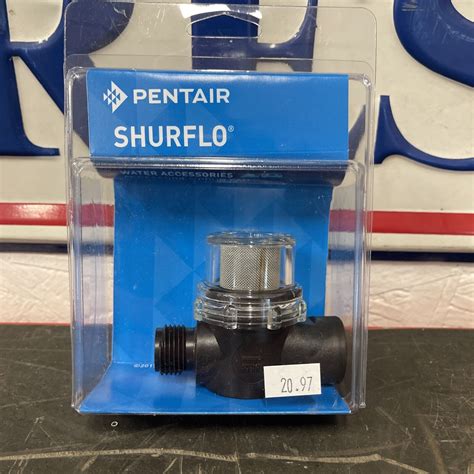 PENTAIR
SHURFLO®
WATER ACCESSORIES
20.97